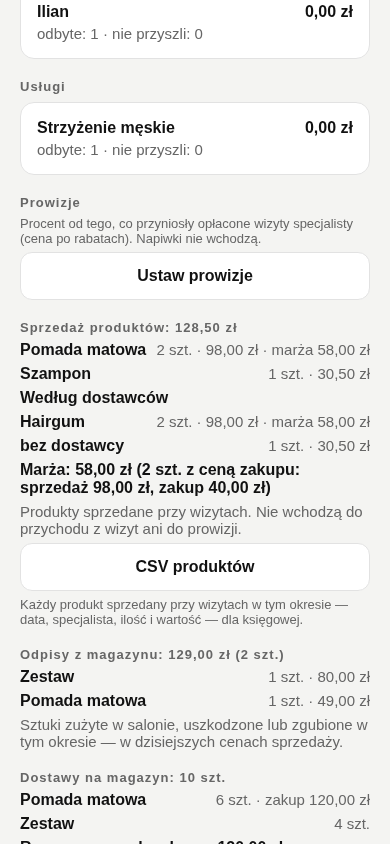 Ilian 0,00 zł
odbyte: 1 · nie przyszli: 0
Usługi
Strzyżenie męskie 0,00 zł
odbyte: 1 · nie przyszli: 0
Prowizje
Procent od tego, co przyniosły opłacone wizyty specjalisty
(cena po rabatach). Napiwki nie wchodzą.
Ustaw prowizje
Sprzedaż produktów: 128,50 zł
Pomada matowa 2 szt. · 98,00 zł · marża 58,00 zł
Szampon 1 szt. · 30,50 zł
Według dostawców
Hairgum 2 szt. · 98,00 zł · marża 58,00 zł
bez dostawcy 1 szt. · 30,50 zł
Marża: 58,00 zł (2 szt. z ceną zakupu:
sprzedaż 98,00 zł, zakup 40,00 zł)
Produkty sprzedane przy wizytach. Nie wchodzą do
przychodu z wizyt ani do prowizji.
CSV produktów
Każdy produkt sprzedany przy wizytach w tym okresie —
data, specjalista, ilość i wartość — dla księgowej.
Odpisy z magazynu: 129,00 zł (2 szt.)
Zestaw 1 szt. · 80,00 zł
Pomada matowa 1 szt. · 49,00 zł
Sztuki zużyte w salonie, uszkodzone lub zgubione w
tym okresie — w dzisiejszych cenach sprzedaży.
Dostawy na magazyn: 10 szt.
Pomada matowa 6 szt. · zakup 120,00 zł
Zestaw 4 szt.